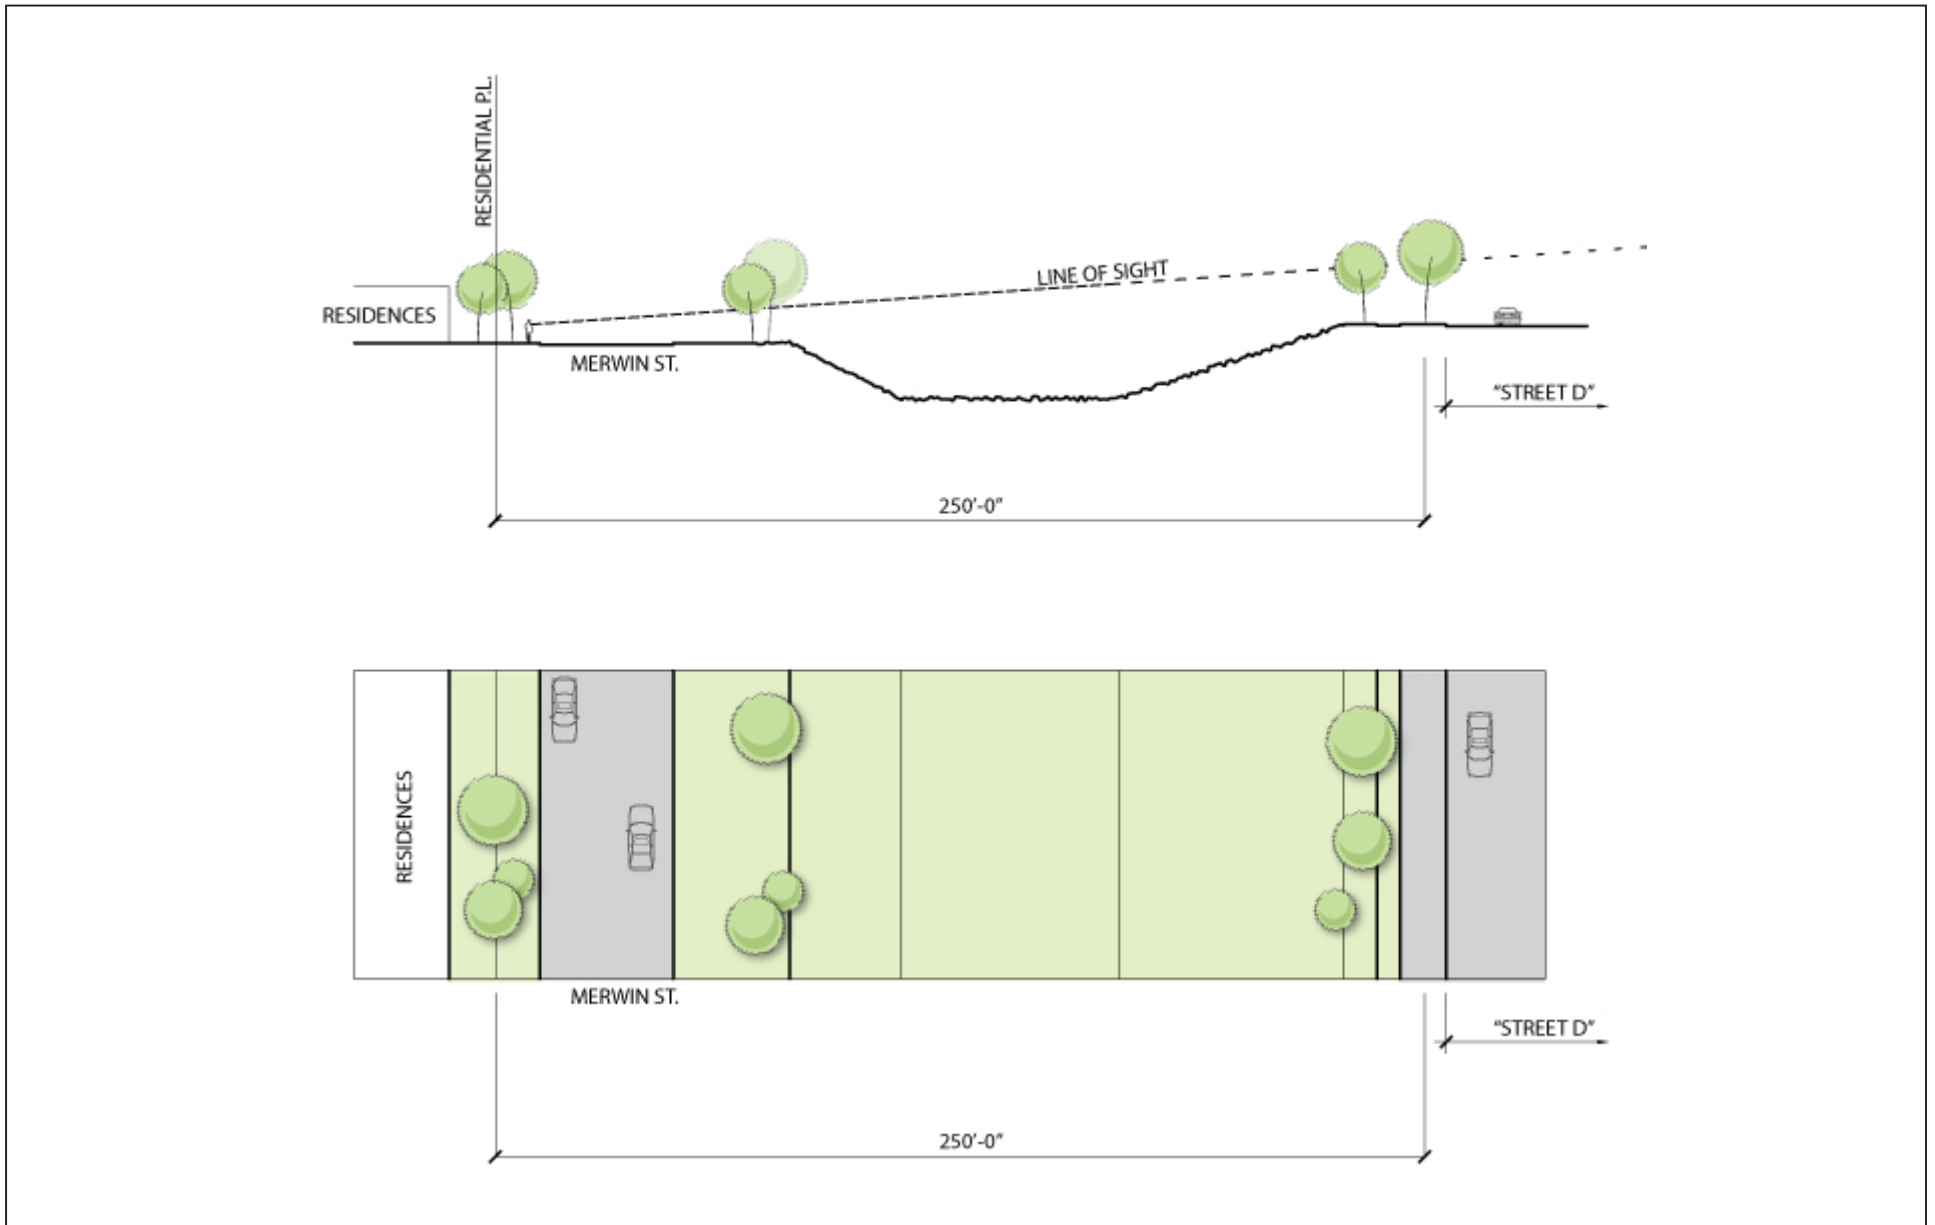 RESIDENTIAL P.L.
LINE OF SIGHT
RESIDENCES
MERWIN ST.
“STREET D”
250’-0”
RESIDENCES
MERWIN ST.
“STREET D”
250’-0”